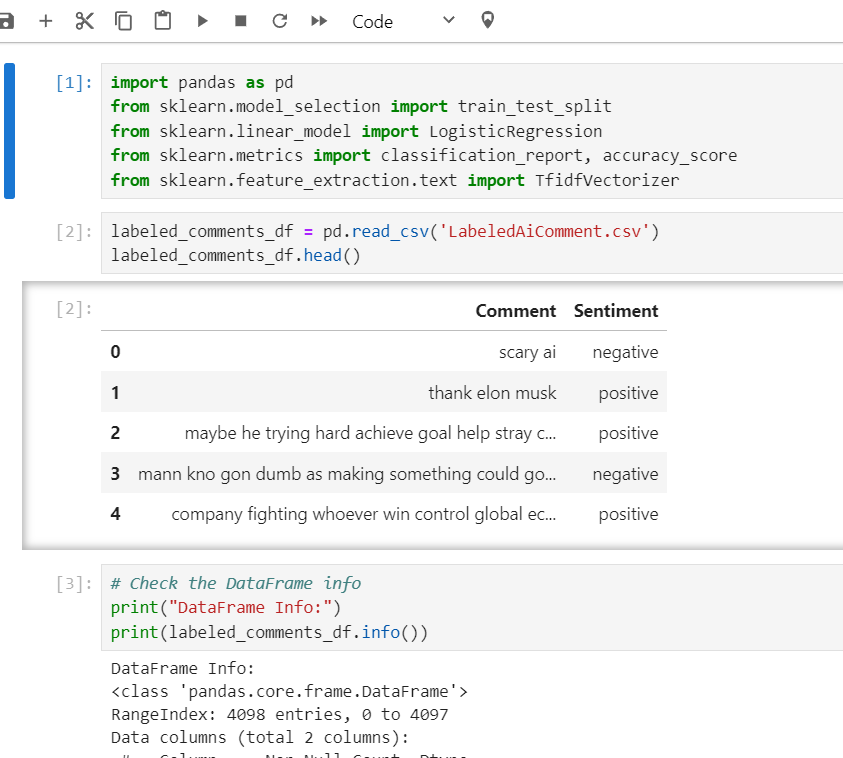 Code
[1]: import pandas as pd
from sklearn.model_selection import train_test_split
from sklearn.linear_model import LogisticRegression
from sklearn.metrics import classification_report, accuracy_score
from sklearn.feature_extraction.text import TfidfVectorizer
[2]: labeled_comments_df = pd.read_csv('LabeledAiComment.csv')
labeled_comments_df.head()
[2]: Comment Sentiment
0 scary ai negative
1 thank elon musk positive
2 maybe he trying hard achieve goal help stray c... positive
3 mann kno gon dumb as making something could go... negative
4 company fighting whoever win control global ec... positive
[3]: # Check the DataFrame info
print("DataFrame Info:")
print(labeled_comments_df.info())
DataFrame Info:
<class 'pandas.core.frame.DataFrame'>
RangeIndex: 4098 entries, 0 to 4097
Data columns (total 2 columns):
# Column Non-Null Count Dtype